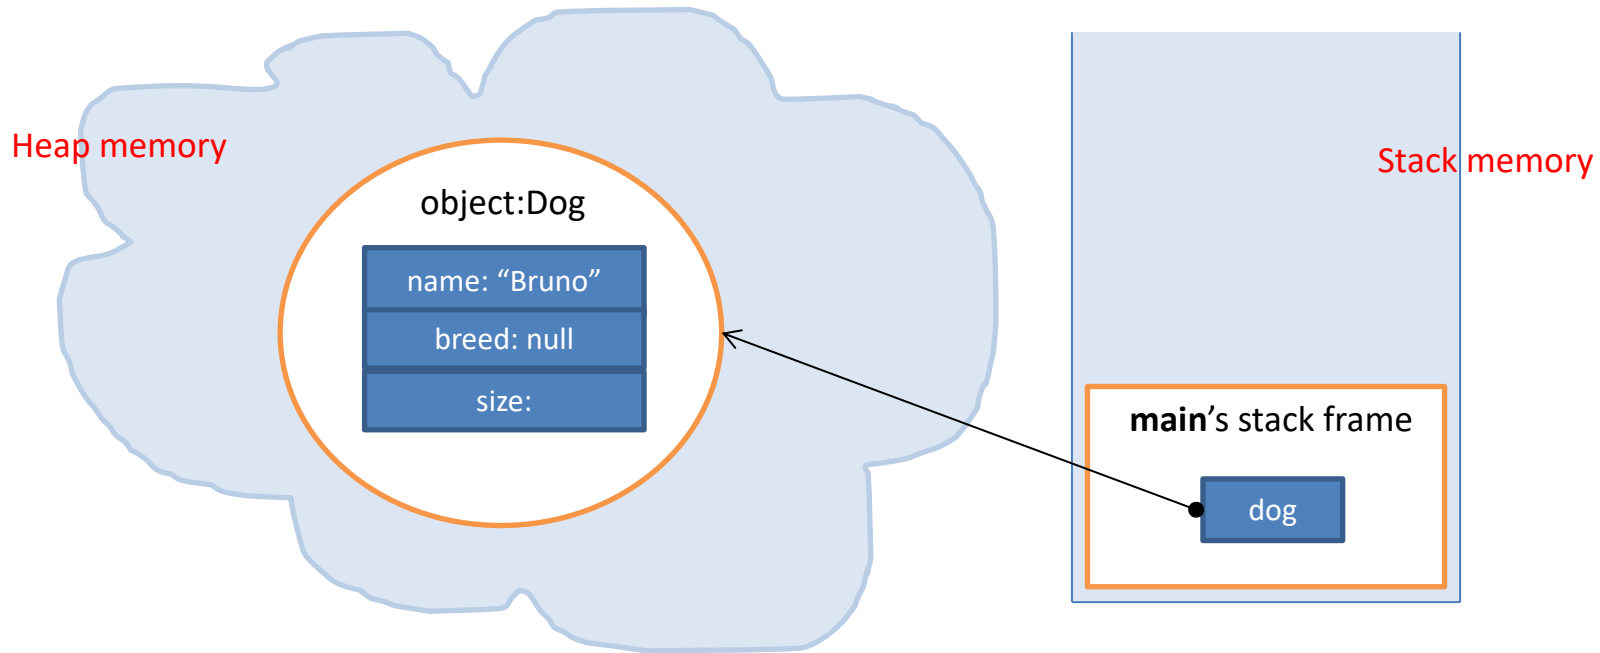 Heap memory
object:Dog
name: “Bruno”
breed: null
size:
Stack memory
main’s stack frame
dog